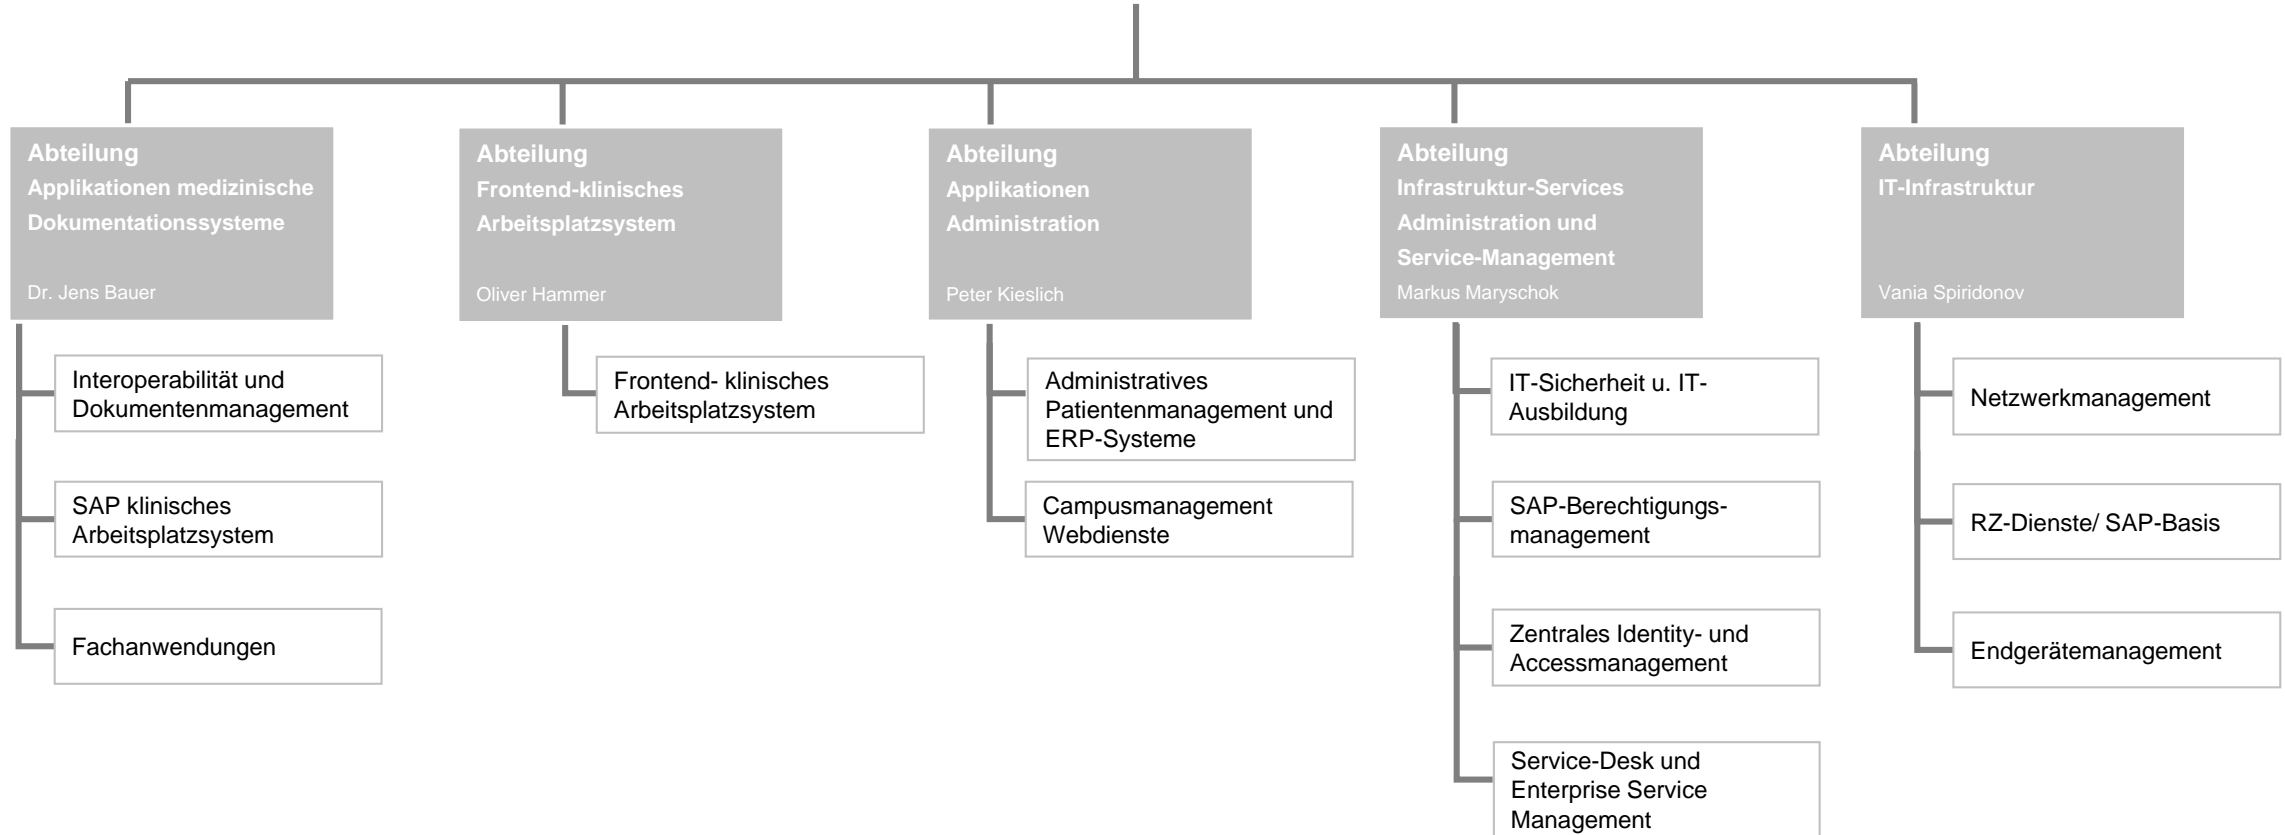 Abteilung
Applikationen medizinische
Dokumentationssysteme
Dr. Jens Bauer
Interoperabilität und
Dokumentenmanagement
SAP klinisches
Arbeitsplatzsystem
Fachanwendungen
Abteilung
Frontend-klinisches
Arbeitsplatzsystem
Oliver Hammer
Frontend- klinisches
Arbeitsplatzsystem
Abteilung
Applikationen
Administration
Peter Kieslich
Administratives
Patientenmanagement und
ERP-Systeme
Campusmanagement
Webdienste
Abteilung
Infrastruktur-Services
Administration und
Service-Management
Markus Maryschok
IT-Sicherheit u. IT-
Ausbildung
SAP-Berechtigungs-
management
Zentrales Identity- und
Accessmanagement
Service-Desk und
Enterprise Service
Management
Abteilung
IT-Infrastruktur
Vania Spiridonov
Netzwerkmanagement
RZ-Dienste/ SAP-Basis
Endgerätemanagement